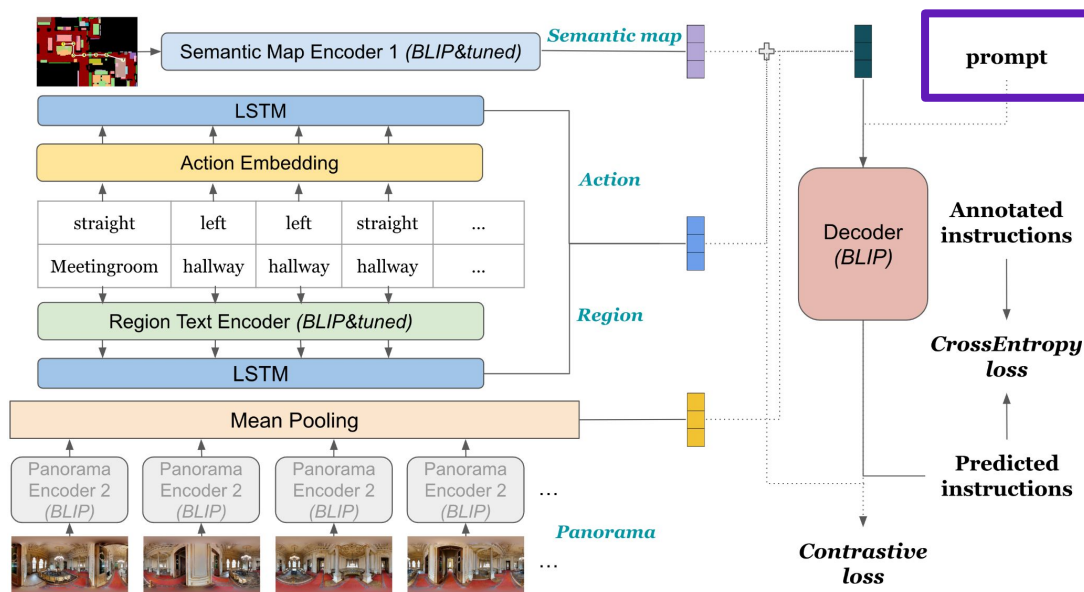 Semantic Map Encoder 1 (BLIP&tuned)
Semantic map
prompt
LSTM
Action Embedding
Action
straight left left straight ...
Meetingroom hallway hallway hallway ...
Region Text Encoder (BLIP&tuned)
Region
LSTM
Decoder
(BLIP)
Annotated
instructions
CrossEntropy
loss
Predicted
instructions
Mean Pooling
Panorama
Encoder 2
(BLIP)
Panorama
Encoder 2
(BLIP)
Panorama
Encoder 2
(BLIP)
Panorama
Encoder 2
(BLIP)
...
Panorama
...
Contrastive
loss